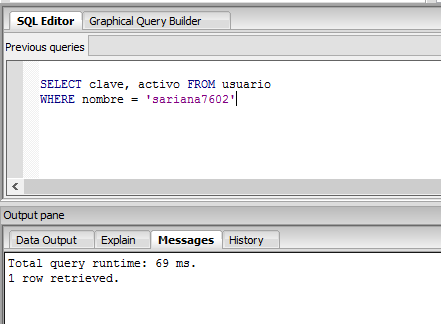 SQL Editor Graphical Query Builder
Previous queries
SELECT clave, activo FROM usuario
WHERE nombre = 'sariana7602'
Output pane
Data Output Explain Messages History
Total query runtime: 69 ms.
1 row retrieved.